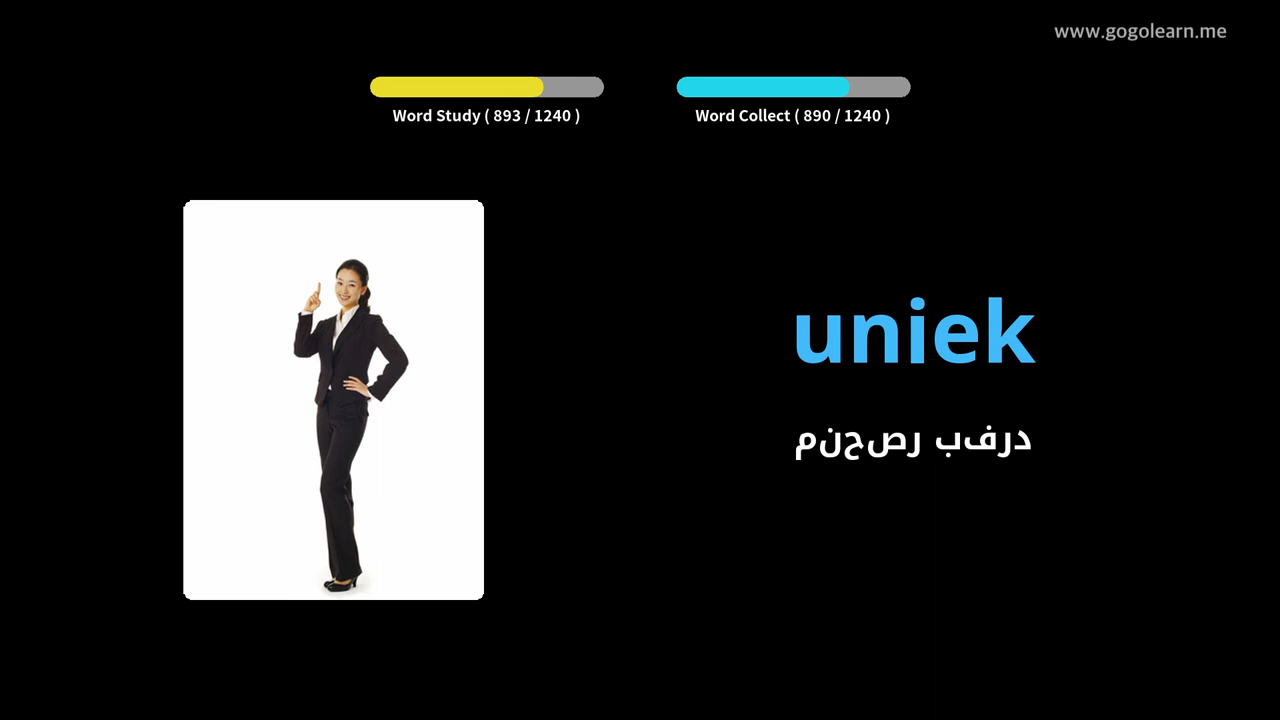 www.gogolearn.me
Word Study ( 893 / 1240 )
Word Collect ( 890 / 1240 )
uniek
منحصر بفرد